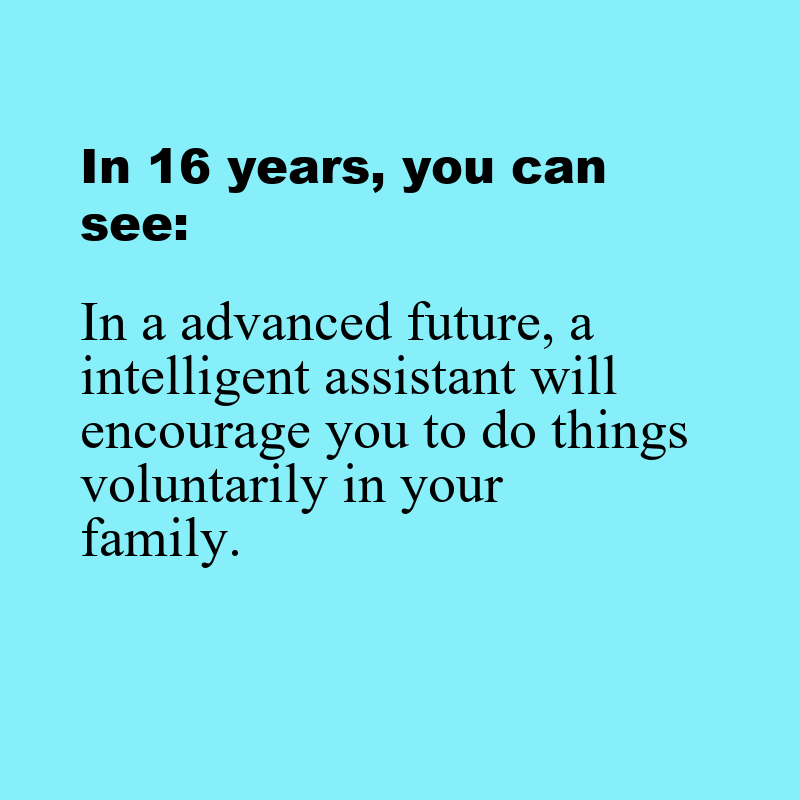 In 16 years, you can
see:
In a advanced future, a
intelligent assistant will
encourage you to do things
voluntarily in your
family.